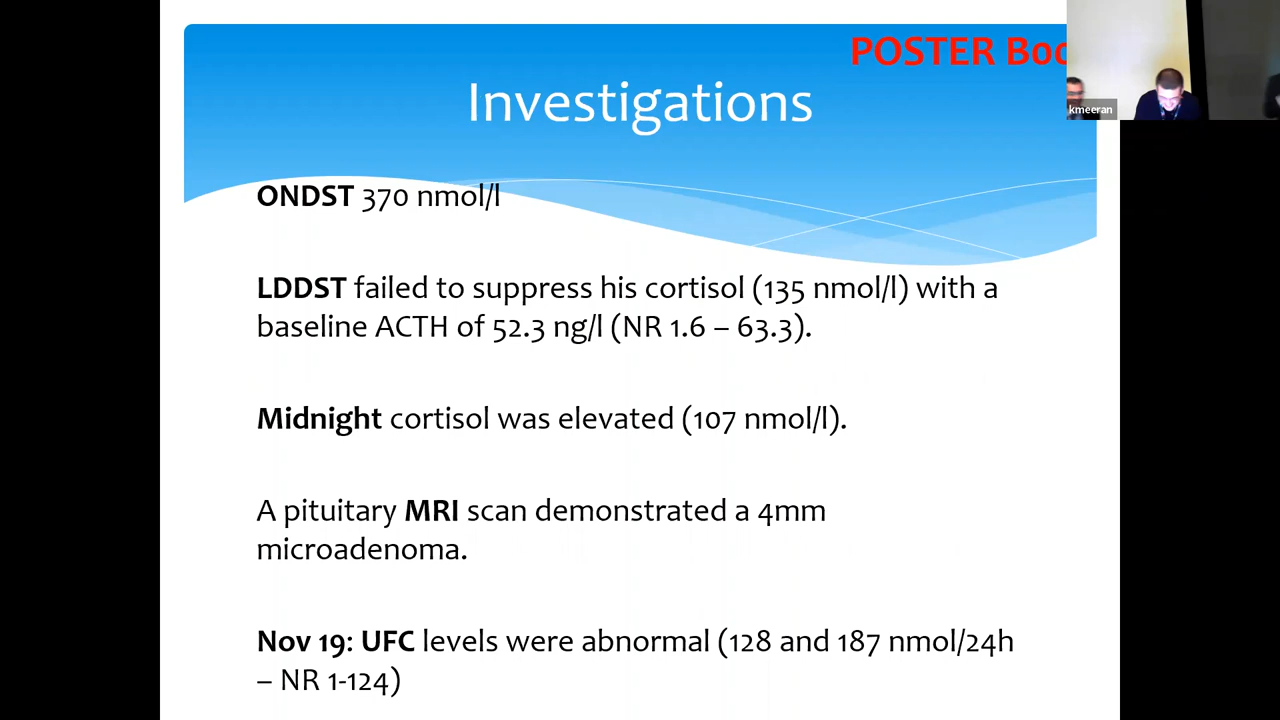 POSTER
Investigations
kmeeran
ONDST 370 nmol/l
LDDST failed to suppress his cortisol (135 nmol/l) with a
baseline ACTH of 52.3 ng/l (NR 1.6 – 63.3).
Midnight cortisol was elevated (107 nmol/l).
A pituitary MRI scan demonstrated a 4mm
microadenoma.
Nov 19: UFC levels were abnormal (128 and 187 nmol/24h
– NR 1-124)